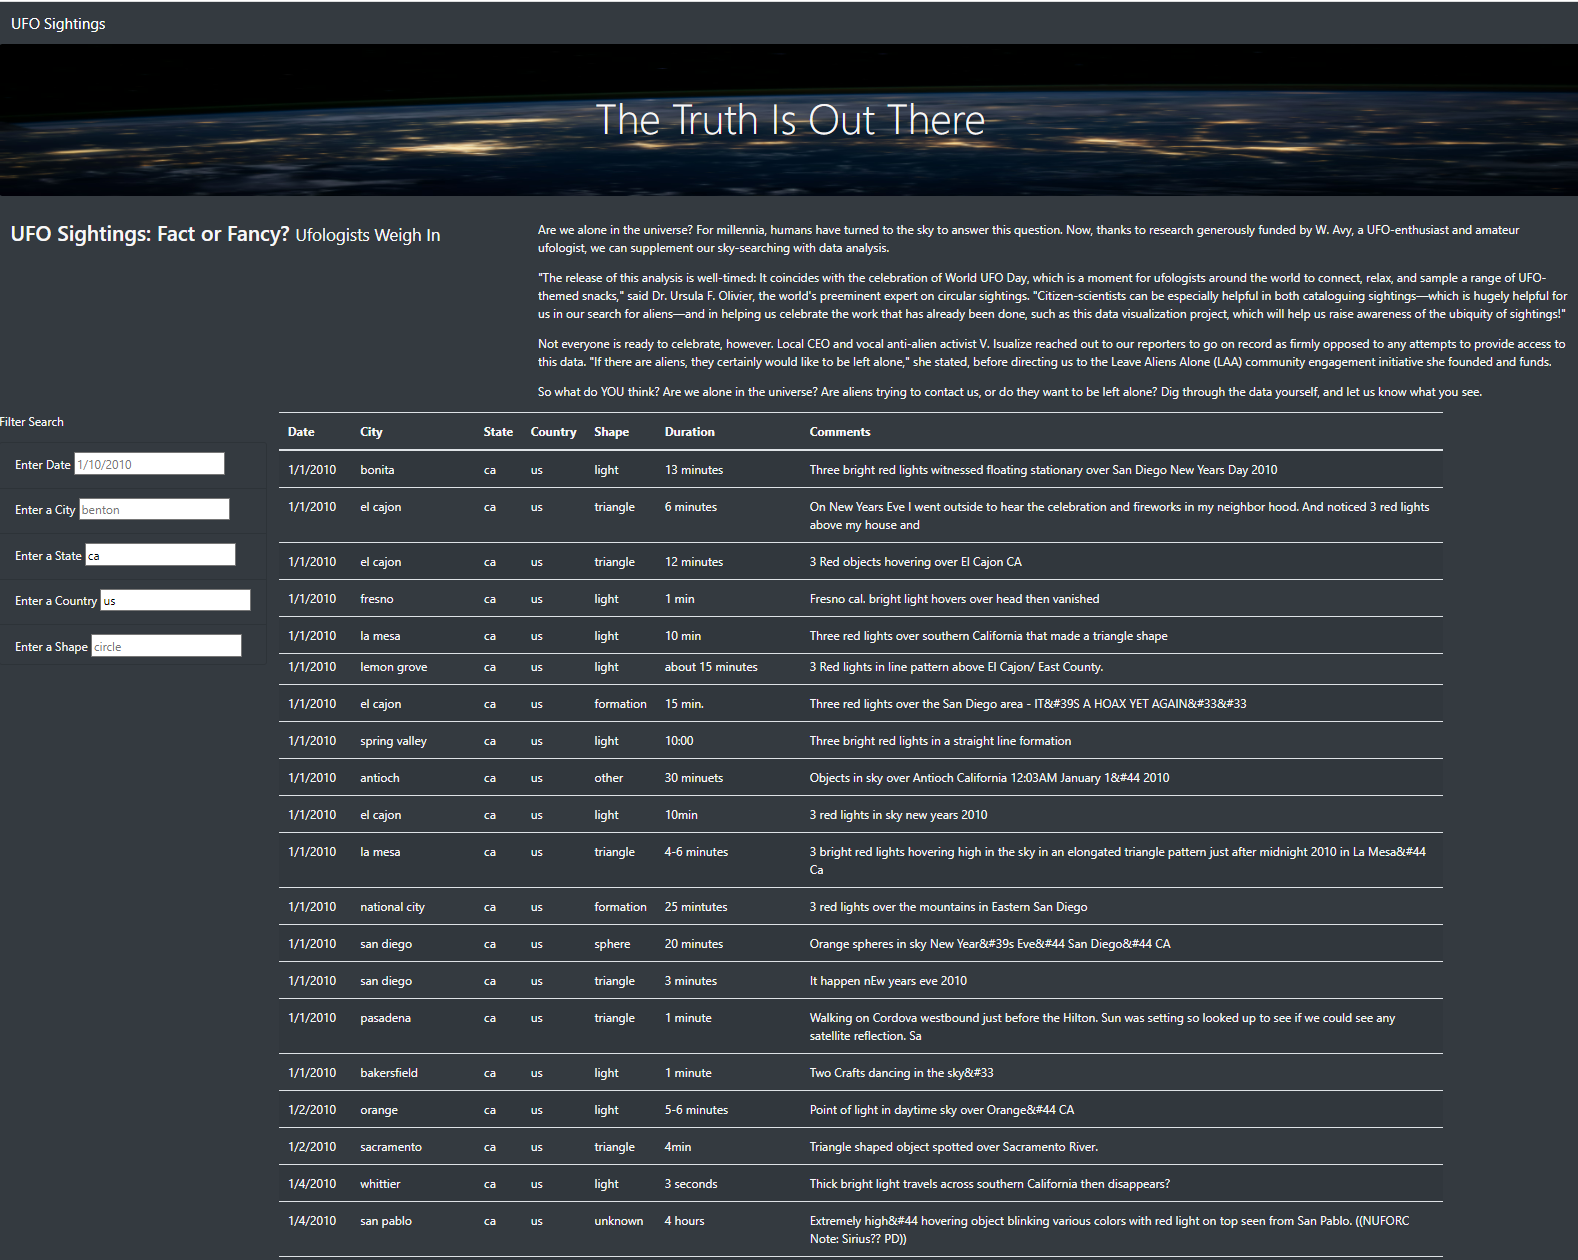 UFO Sightings
The Truth Is Out There
UFO Sightings: Fact or Fancy? Ufologists Weigh In
Are we alone in the universe? For millennia, humans have turned to the sky to answer this question. Now, thanks to research generously funded by W. Avy, a UFO-enthusiast and amateur
ufologist, we can supplement our sky-searching with data analysis.
"The release of this analysis is well-timed: It coincides with the celebration of World UFO Day, which is a moment for ufologists around the world to connect, relax, and sample a range of UFO-
themed snacks," said Dr. Ursula F. Olivier, the world's preeminent expert on circular sightings. "Citizen-scientists can be especially helpful in both cataloguing sightings—which is hugely helpful for
us in our search for aliens—and in helping us celebrate the work that has already been done, such as this data visualization project, which will help us raise awareness of the ubiquity of sightings!"
Not everyone is ready to celebrate, however. Local CEO and vocal anti-alien activist V. Isualize reached out to our reporters to go on record as firmly opposed to any attempts to provide access to
this data. "If there are aliens, they certainly would like to be left alone," she stated, before directing us to the Leave Aliens Alone (LAA) community engagement initiative she founded and funds.
So what do YOU think? Are we alone in the universe? Are aliens trying to contact us, or do they want to be left alone? Dig through the data yourself, and let us know what you see.
Filter Search
Enter Date 1/10/2010
Enter a City benton
Enter a State ca
Enter a Country us
Enter a Shape circle
Date City State Country Shape Duration Comments
1/1/2010 bonita ca us light 13 minutes Three bright red lights witnessed floating stationary over San Diego New Years Day 2010
1/1/2010 el cajon ca us triangle 6 minutes On New Years Eve I went outside to hear the celebration and fireworks in my neighbor hood. And noticed 3 red lights
above my house and
1/1/2010 el cajon ca us triangle 12 minutes 3 Red objects hovering over El Cajon CA
1/1/2010 fresno ca us light 1 min Fresno cal. bright light hovers over head then vanished
1/1/2010 la mesa ca us light 10 min Three red lights over southern California that made a triangle shape
1/1/2010 lemon grove ca us light about 15 minutes 3 Red lights in line pattern above El Cajon/ East County.
1/1/2010 el cajon ca us formation 15 min. Three red lights over the San Diego area - IT&#39S A HOAX YET AGAIN&#33&#33
1/1/2010 spring valley ca us light 10:00 Three bright red lights in a straight line formation
1/1/2010 antioch ca us other 30 minuets Objects in sky over Antioch California 12:03AM January 1&#44 2010
1/1/2010 el cajon ca us light 10min 3 red lights in sky new years 2010
1/1/2010 la mesa ca us triangle 4-6 minutes 3 bright red lights hovering high in the sky in an elongated triangle pattern just after midnight 2010 in La Mesa&#44
Ca
1/1/2010 national city ca us formation 25 mintutes 3 red lights over the mountains in Eastern San Diego
1/1/2010 san diego ca us sphere 20 minutes Orange spheres in sky New Year&#39s Eve&#44 San Diego&#44 CA
1/1/2010 san diego ca us triangle 3 minutes It happen nEw years eve 2010
1/1/2010 pasadena ca us triangle 1 minute Walking on Cordova westbound just before the Hilton. Sun was setting so looked up to see if we could see any
satellite reflection. Sa
1/1/2010 bakersfield ca us light 1 minute Two Crafts dancing in the sky&#33
1/2/2010 orange ca us light 5-6 minutes Point of light in daytime sky over Orange&#44 CA
1/2/2010 sacramento ca us triangle 4min Triangle shaped object spotted over Sacramento River.
1/4/2010 whittier ca us light 3 seconds Thick bright light travels across southern California then disappears?
1/4/2010 san pablo ca us unknown 4 hours Extremely high&#44 hovering object blinking various colors with red light on top seen from San Pablo. ((NUFORC
Note: Sirius?? PD))